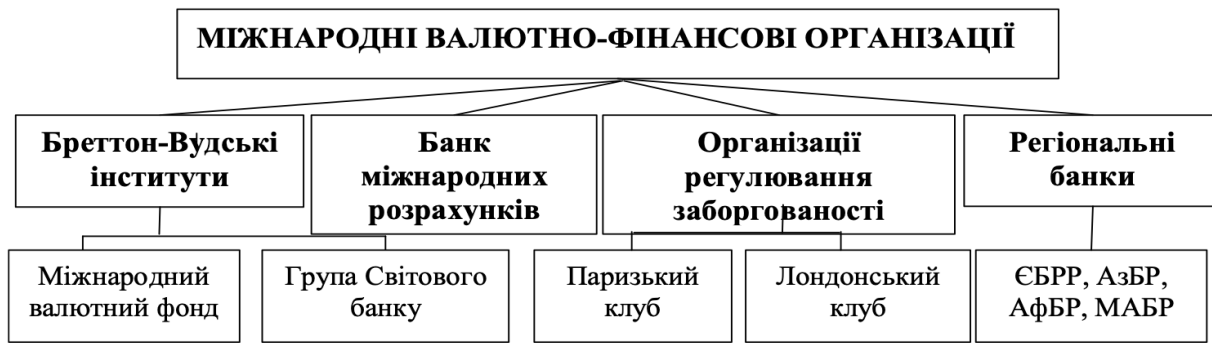 МІЖНАРОДНІ ВАЛЮТНО-ФІНАНСОВІ ОРГАНІЗАЦІЇ
Бреттон-Вудські
інститути
Банк
міжнародних
розрахунків
Організації
регулювання
заборгованості
Регіональні
банки
Міжнародний
валютний фонд
Група Світового
банку
Паризький
клуб
Лондонський
клуб
ЄБРР, АзБР,
АфБР, МАБР